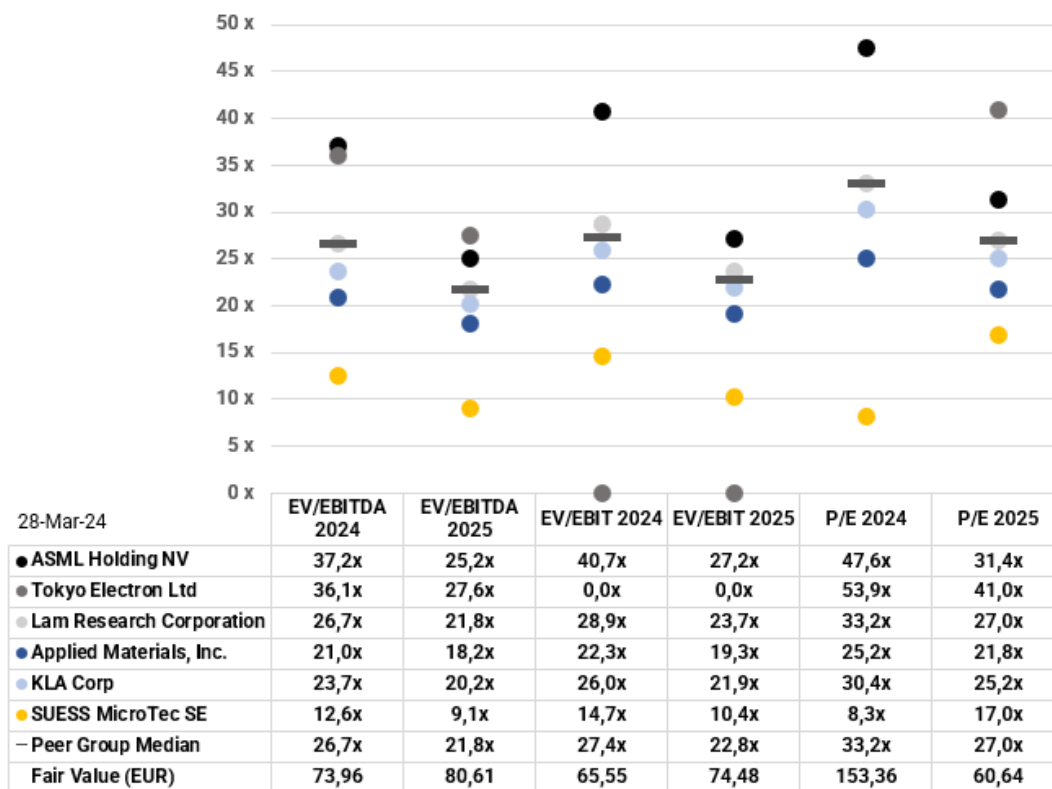 50 x
45 x
40 x
35 x
30 x
25 x
20 x
15 x
10 x
5 x
0 x
28-Mar-24 EV/EBITDA 2024 EV/EBITDA 2025 EV/EBIT 2024 EV/EBIT 2025 P/E 2024 P/E 2025
ASML Holding NV 37,2x 25,2x 40,7x 27,2x 47,6x 31,4x
Tokyo Electron Ltd 36,1x 27,6x 0,0x 0,0x 53,9x 41,0x
Lam Research Corporation 26,7x 21,8x 28,9x 23,7x 33,2x 27,0x
Applied Materials, Inc. 21,0x 18,2x 22,3x 19,3x 25,2x 21,8x
KLA Corp 23,7x 20,2x 26,0x 21,9x 30,4x 25,2x
SUESS MicroTec SE 12,6x 9,1x 14,7x 10,4x 8,3x 17,0x
Peer Group Median 26,7x 21,8x 27,4x 22,8x 33,2x 27,0x
Fair Value (EUR) 73,96 80,61 65,55 74,48 153,36 60,64